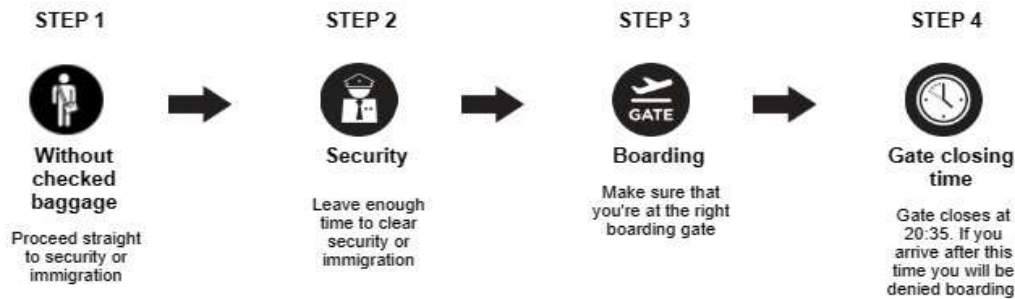 STEP 1
Without
checked
baggage
Proceed straight
to security or
immigration
STEP 2
Security
Leave enough
time to clear
security or
immigration
STEP 3
GATE
Boarding
Make sure that
you're at the right
boarding gate
STEP 4
Gate closing
time
Gate closes at
20:35. If you
arrive after this
time you will be
denied boarding